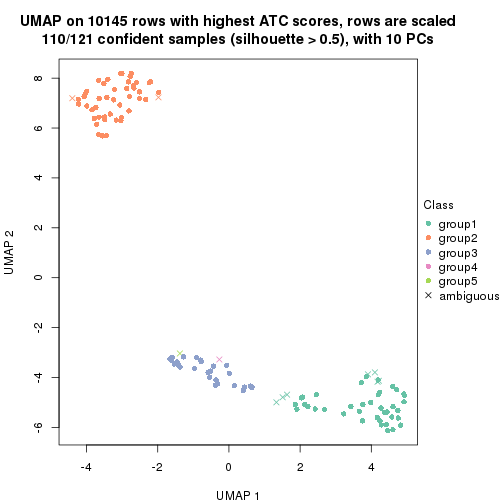 UMAP on 10145 rows with highest ATC scores, rows are scaled
110/121 confident samples (silhouette > 0.5), with 10 PCs
8
6
4
2
0
-2
-4
-6
UMAP 2
-4
-2
0
2
4
UMAP 1
Class
group1
group2
group3
group4
group5
ambiguous